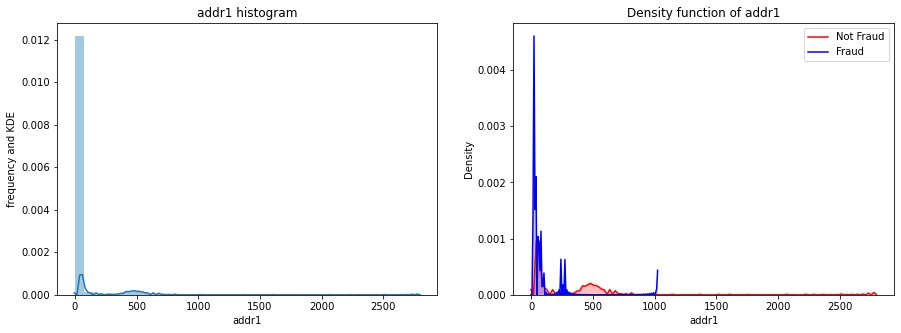 addr1 histogram
frequency and KDE
0.012
0.010
0.008
0.006
0.004
0.002
0.000
0 500 1000 1500 2000 2500
addr1
Density function of addr1
Not Fraud
Fraud
Density
0.004
0.003
0.002
0.001
0.000
0 500 1000 1500 2000 2500
addr1